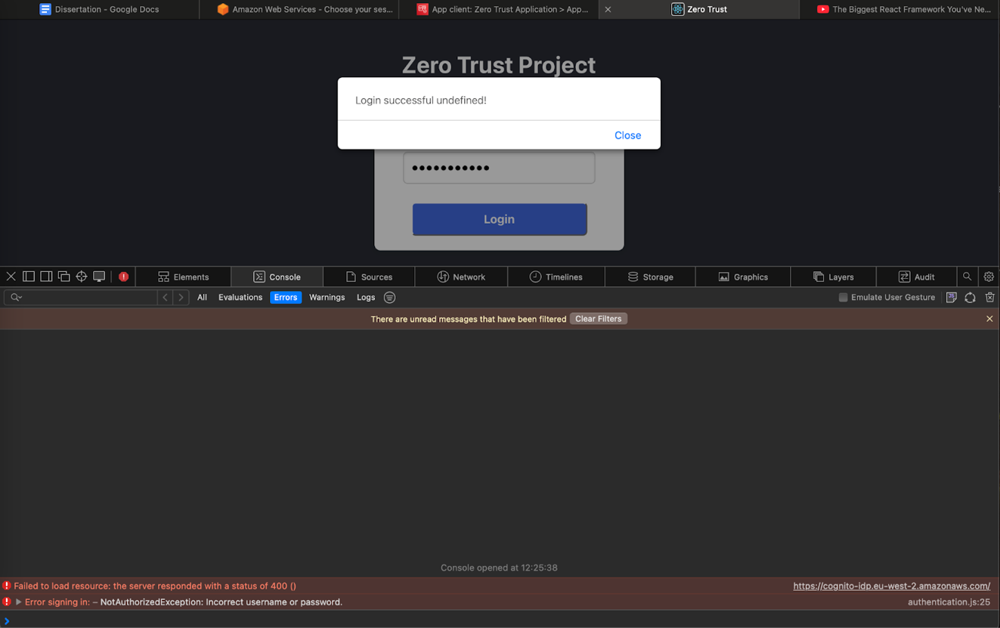 Dissertation - Google Docs
Amazon Web Services - Choose your ses...
App client: Zero Trust Application > App...
Zero Trust
The Biggest React Framework You've Ne...
Zero Trust Project
Login successful undefined!
Close
Login
Elements
Console
Sources
Network
Timelines
Storage
Graphics
Layers
Audit
All
Evaluations
Errors
Warnings
Logs
Emulate User Gesture
There are unread messages that have been filtered
Clear Filters
Console opened at 12:25:38
Failed to load resource: the server responded with a status of 400 ()
https://cognito-idp.eu-west-2.amazonaws.com/
Error signing in: – NotAuthorizedException: Incorrect username or password.
authentication.js:25